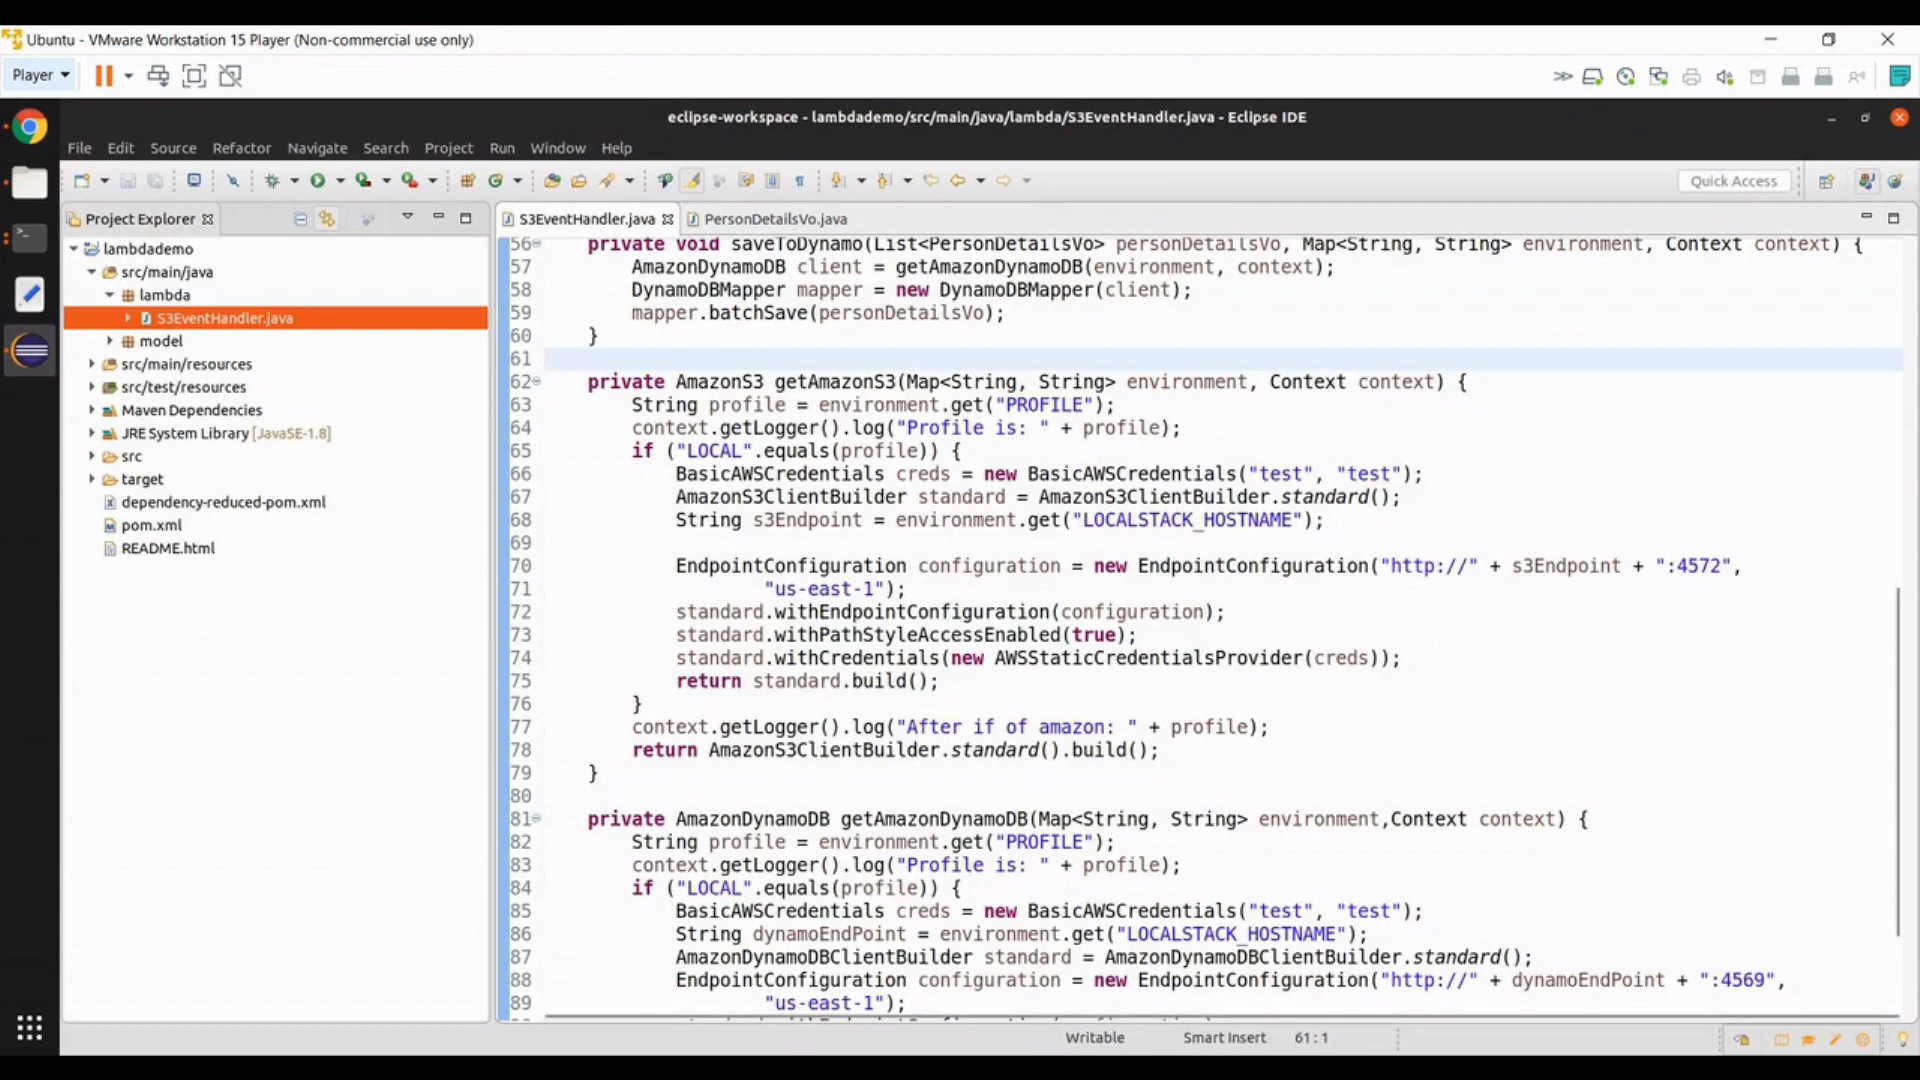 Ubuntu - VMware Workstation 15 Player (Non-commercial use only)
Player
eclipse-workspace - lambdademo/src/main/java/lambda/S3EventHandler.java - Eclipse IDE
File Edit Source Refactor Navigate Search Project Run Window Help
Quick Access
Project Explorer
lambdademo
src/main/java
lambda
S3EventHandler.java
model
src/main/resources
src/test/resources
Maven Dependencies
JRE System Library [JavaSE-1.8]
src
target
dependency-reduced-pom.xml
pom.xml
README.html
S3EventHandler.java PersonDetailsVo.java
56 private void saveToDynamo(List<PersonDetailsVo> personDetailsVo, Map<String, String> environment, Context context) {
57 AmazonDynamoDB client = getAmazonDynamoDB(environment, context);
58 DynamoDBMapper mapper = new DynamoDBMapper(client);
59 mapper.batchSave(personDetailsVo);
60 }
61
62 private AmazonS3 getAmazonS3(Map<String, String> environment, Context context) {
63 String profile = environment.get("PROFILE");
64 context.getLogger().log("Profile is: " + profile);
65 if ("LOCAL".equals(profile)) {
66 BasicAWSCredentials creds = new BasicAWSCredentials("test", "test");
67 AmazonS3ClientBuilder standard = AmazonS3ClientBuilder.standard();
68 String s3Endpoint = environment.get("LOCALSTACK_HOSTNAME");
69
70 EndpointConfiguration configuration = new EndpointConfiguration("http://" + s3Endpoint + ":4572",
71 "us-east-1");
72 standard.withEndpointConfiguration(configuration);
73 standard.withPathStyleAccessEnabled(true);
74 standard.withCredentials(new AWSStaticCredentialsProvider(creds));
75 return standard.build();
76 }
77 context.getLogger().log("After if of amazon: " + profile);
78 return AmazonS3ClientBuilder.standard().build();
79 }
80
81 private AmazonDynamoDB getAmazonDynamoDB(Map<String, String> environment,Context context) {
82 String profile = environment.get("PROFILE");
83 context.getLogger().log("Profile is: " + profile);
84 if ("LOCAL".equals(profile)) {
85 BasicAWSCredentials creds = new BasicAWSCredentials("test", "test");
86 String dynamoEndPoint = environment.get("LOCALSTACK_HOSTNAME");
87 AmazonDynamoDBClientBuilder standard = AmazonDynamoDBClientBuilder.standard();
88 EndpointConfiguration configuration = new EndpointConfiguration("http://" + dynamoEndPoint + ":4569",
89 "us-east-1");
Writable Smart Insert 61 : 1